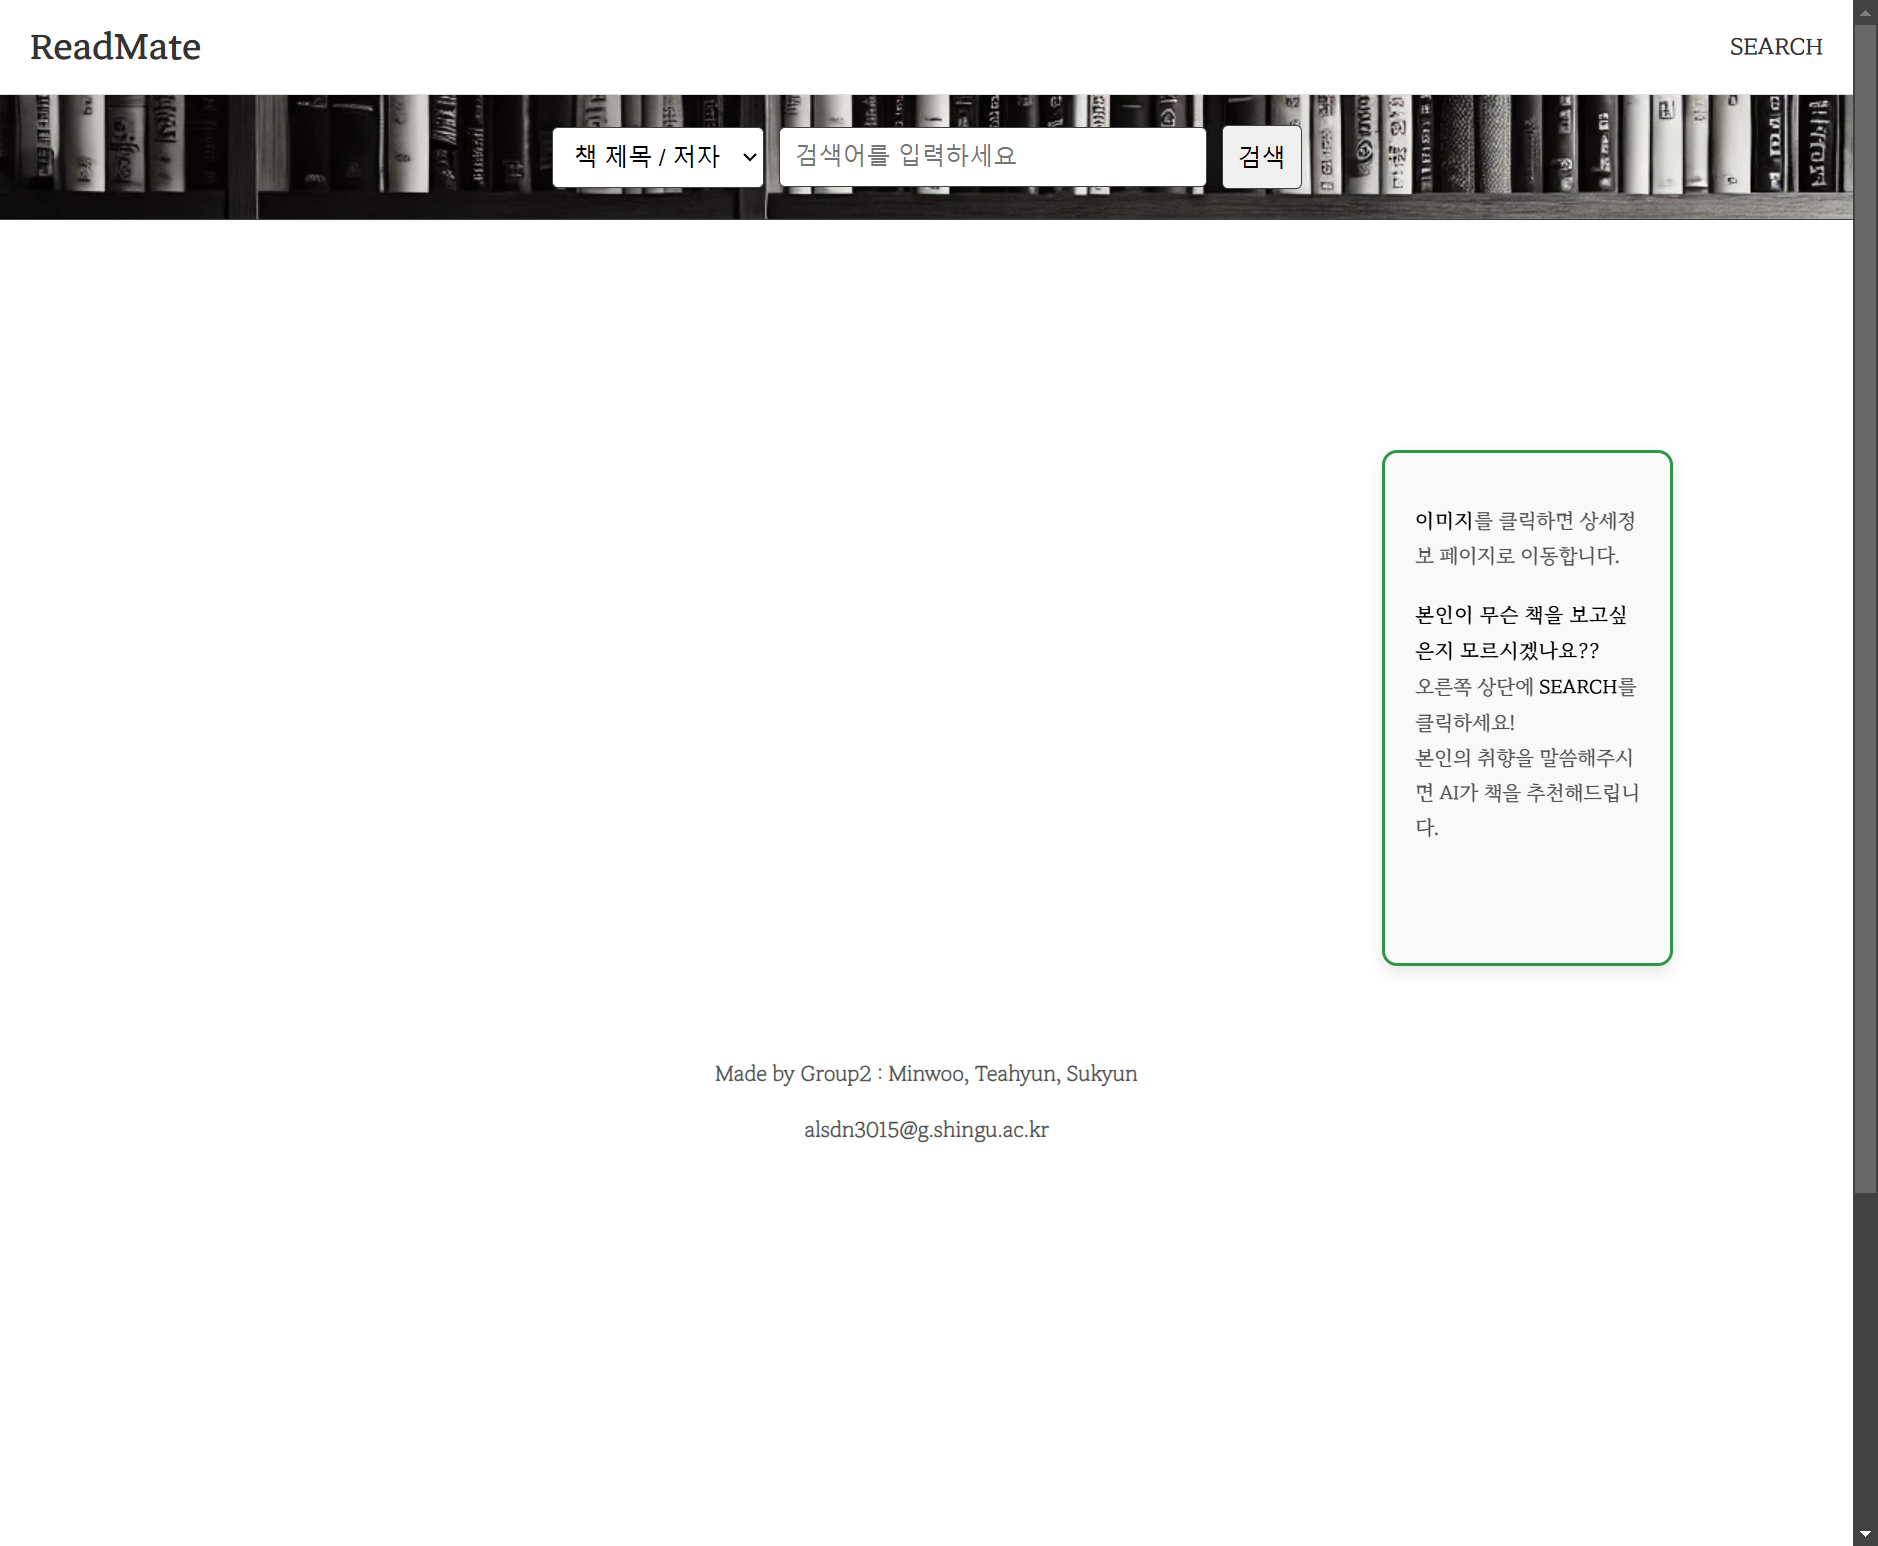 ReadMate
SEARCH
책 제목 / 저자
검색어를 입력하세요
검색
이미지를 클릭하면 상세정
보 페이지로 이동합니다.
본인이 무슨 책을 보고싶
은지 모르시겠나요??
오른쪽 상단에 SEARCH를
클릭하세요!
본인의 취향을 말씀해주시
면 AI가 책을 추천해드립니
다.
Made by Group2 : Minwoo, Teahyun, Sukyun
alsdn3015@g.shingu.ac.kr